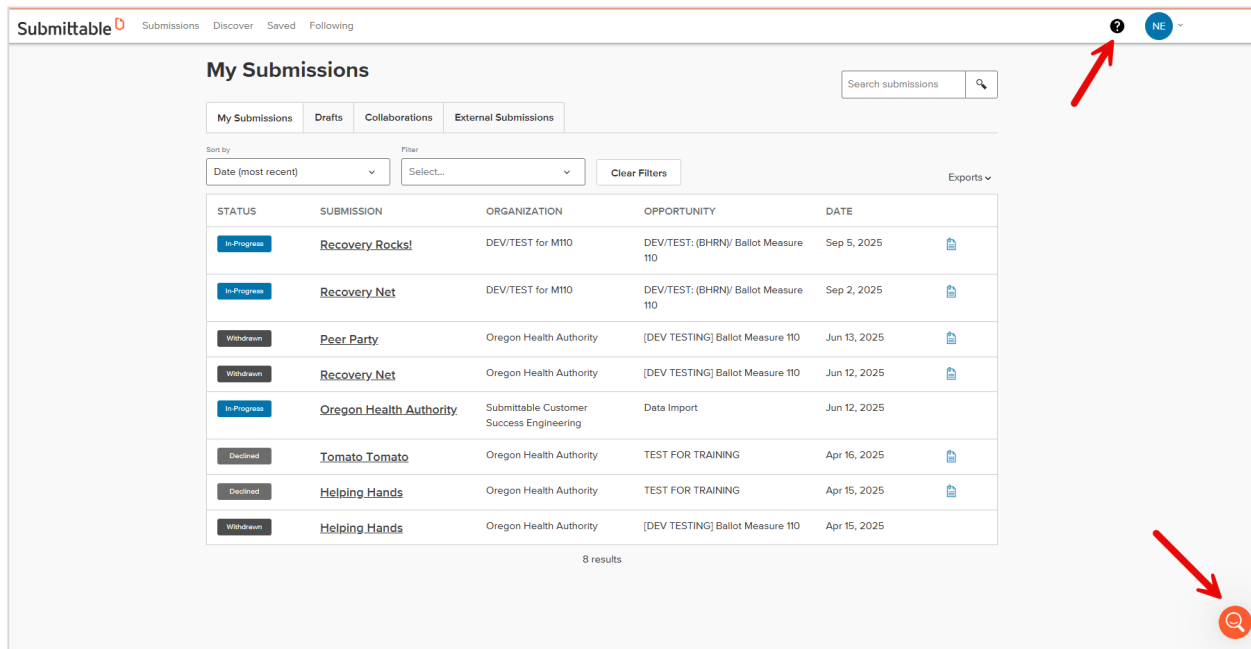 Submittable Submissions Discover Saved Following ? NE
My Submissions
Search submissions
My Submissions Drafts Collaborations External Submissions
Sort by Filter
Date (most recent) Select... Clear Filters
Exports
STATUS SUBMISSION ORGANIZATION OPPORTUNITY DATE
In-Progress Recovery Rocks! DEV/TEST for M110 DEV/TEST: (BHRN)/ Ballot Measure Sep 5, 2025
110
In-Progress Recovery Net DEV/TEST for M110 DEV/TEST: (BHRN)/ Ballot Measure Sep 2, 2025
110
Withdrawn Peer Party Oregon Health Authority [DEV TESTING] Ballot Measure 110 Jun 13, 2025
Withdrawn Recovery Net Oregon Health Authority [DEV TESTING] Ballot Measure 110 Jun 12, 2025
In-Progress Oregon Health Authority Submittable Customer Data Import Jun 12, 2025
Success Engineering
Declined Tomato Tomato Oregon Health Authority TEST FOR TRAINING Apr 16, 2025
Declined Helping Hands Oregon Health Authority TEST FOR TRAINING Apr 15, 2025
Withdrawn Helping Hands Oregon Health Authority [DEV TESTING] Ballot Measure 110 Apr 15, 2025
8 results